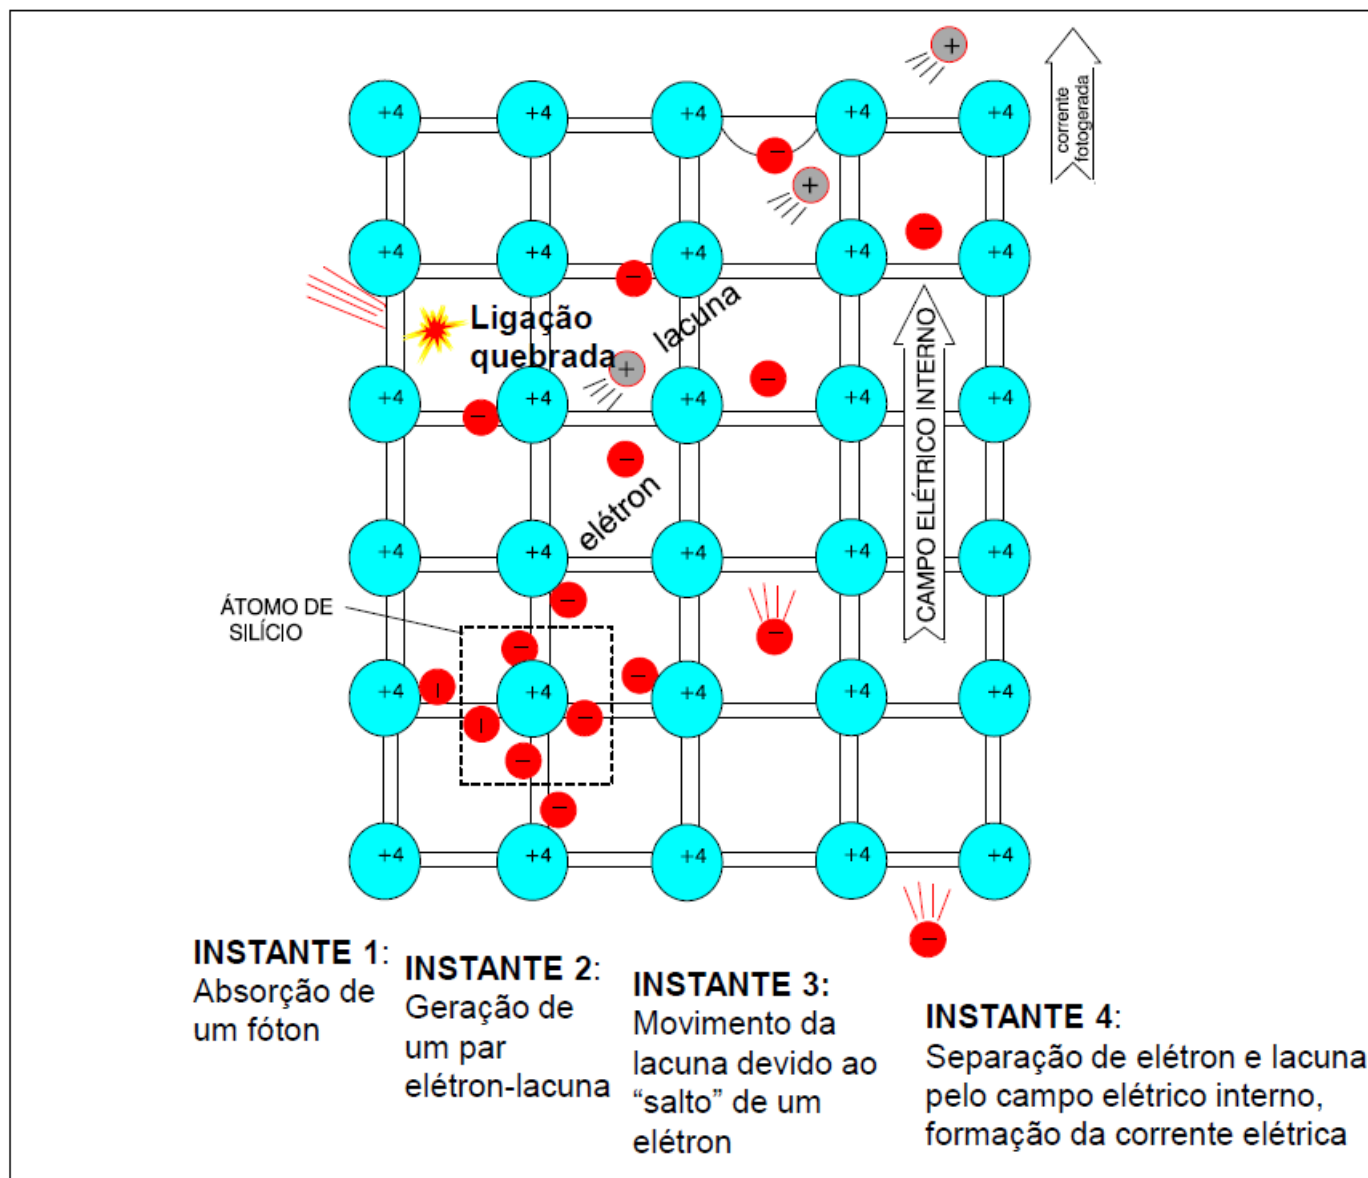 +
corrente
fotogerada
+4 +4 +4 +4 +4
−
+
−
+4 +4 +4 +4 +4
−
lacuna
Ligação
quebrada
+
−
CAMPO ELÉTRICO INTERNO
+4 +4 +4 +4 +4
−
−
elétron
+4 +4 +4 +4 +4
−
ÁTOMO DE
SILÍCIO
−
−
−
−
+4 +4 +4 +4 +4
−
−
−
−
+4 +4 +4 +4 +4
−
INSTANTE 1:
Absorção de
um fóton
INSTANTE 2:
Geração de
um par
elétron-lacuna
INSTANTE 3:
Movimento da
lacuna devido ao
“salto” de um
elétron
INSTANTE 4:
Separação de elétron e lacuna
pelo campo elétrico interno,
formação da corrente elétrica